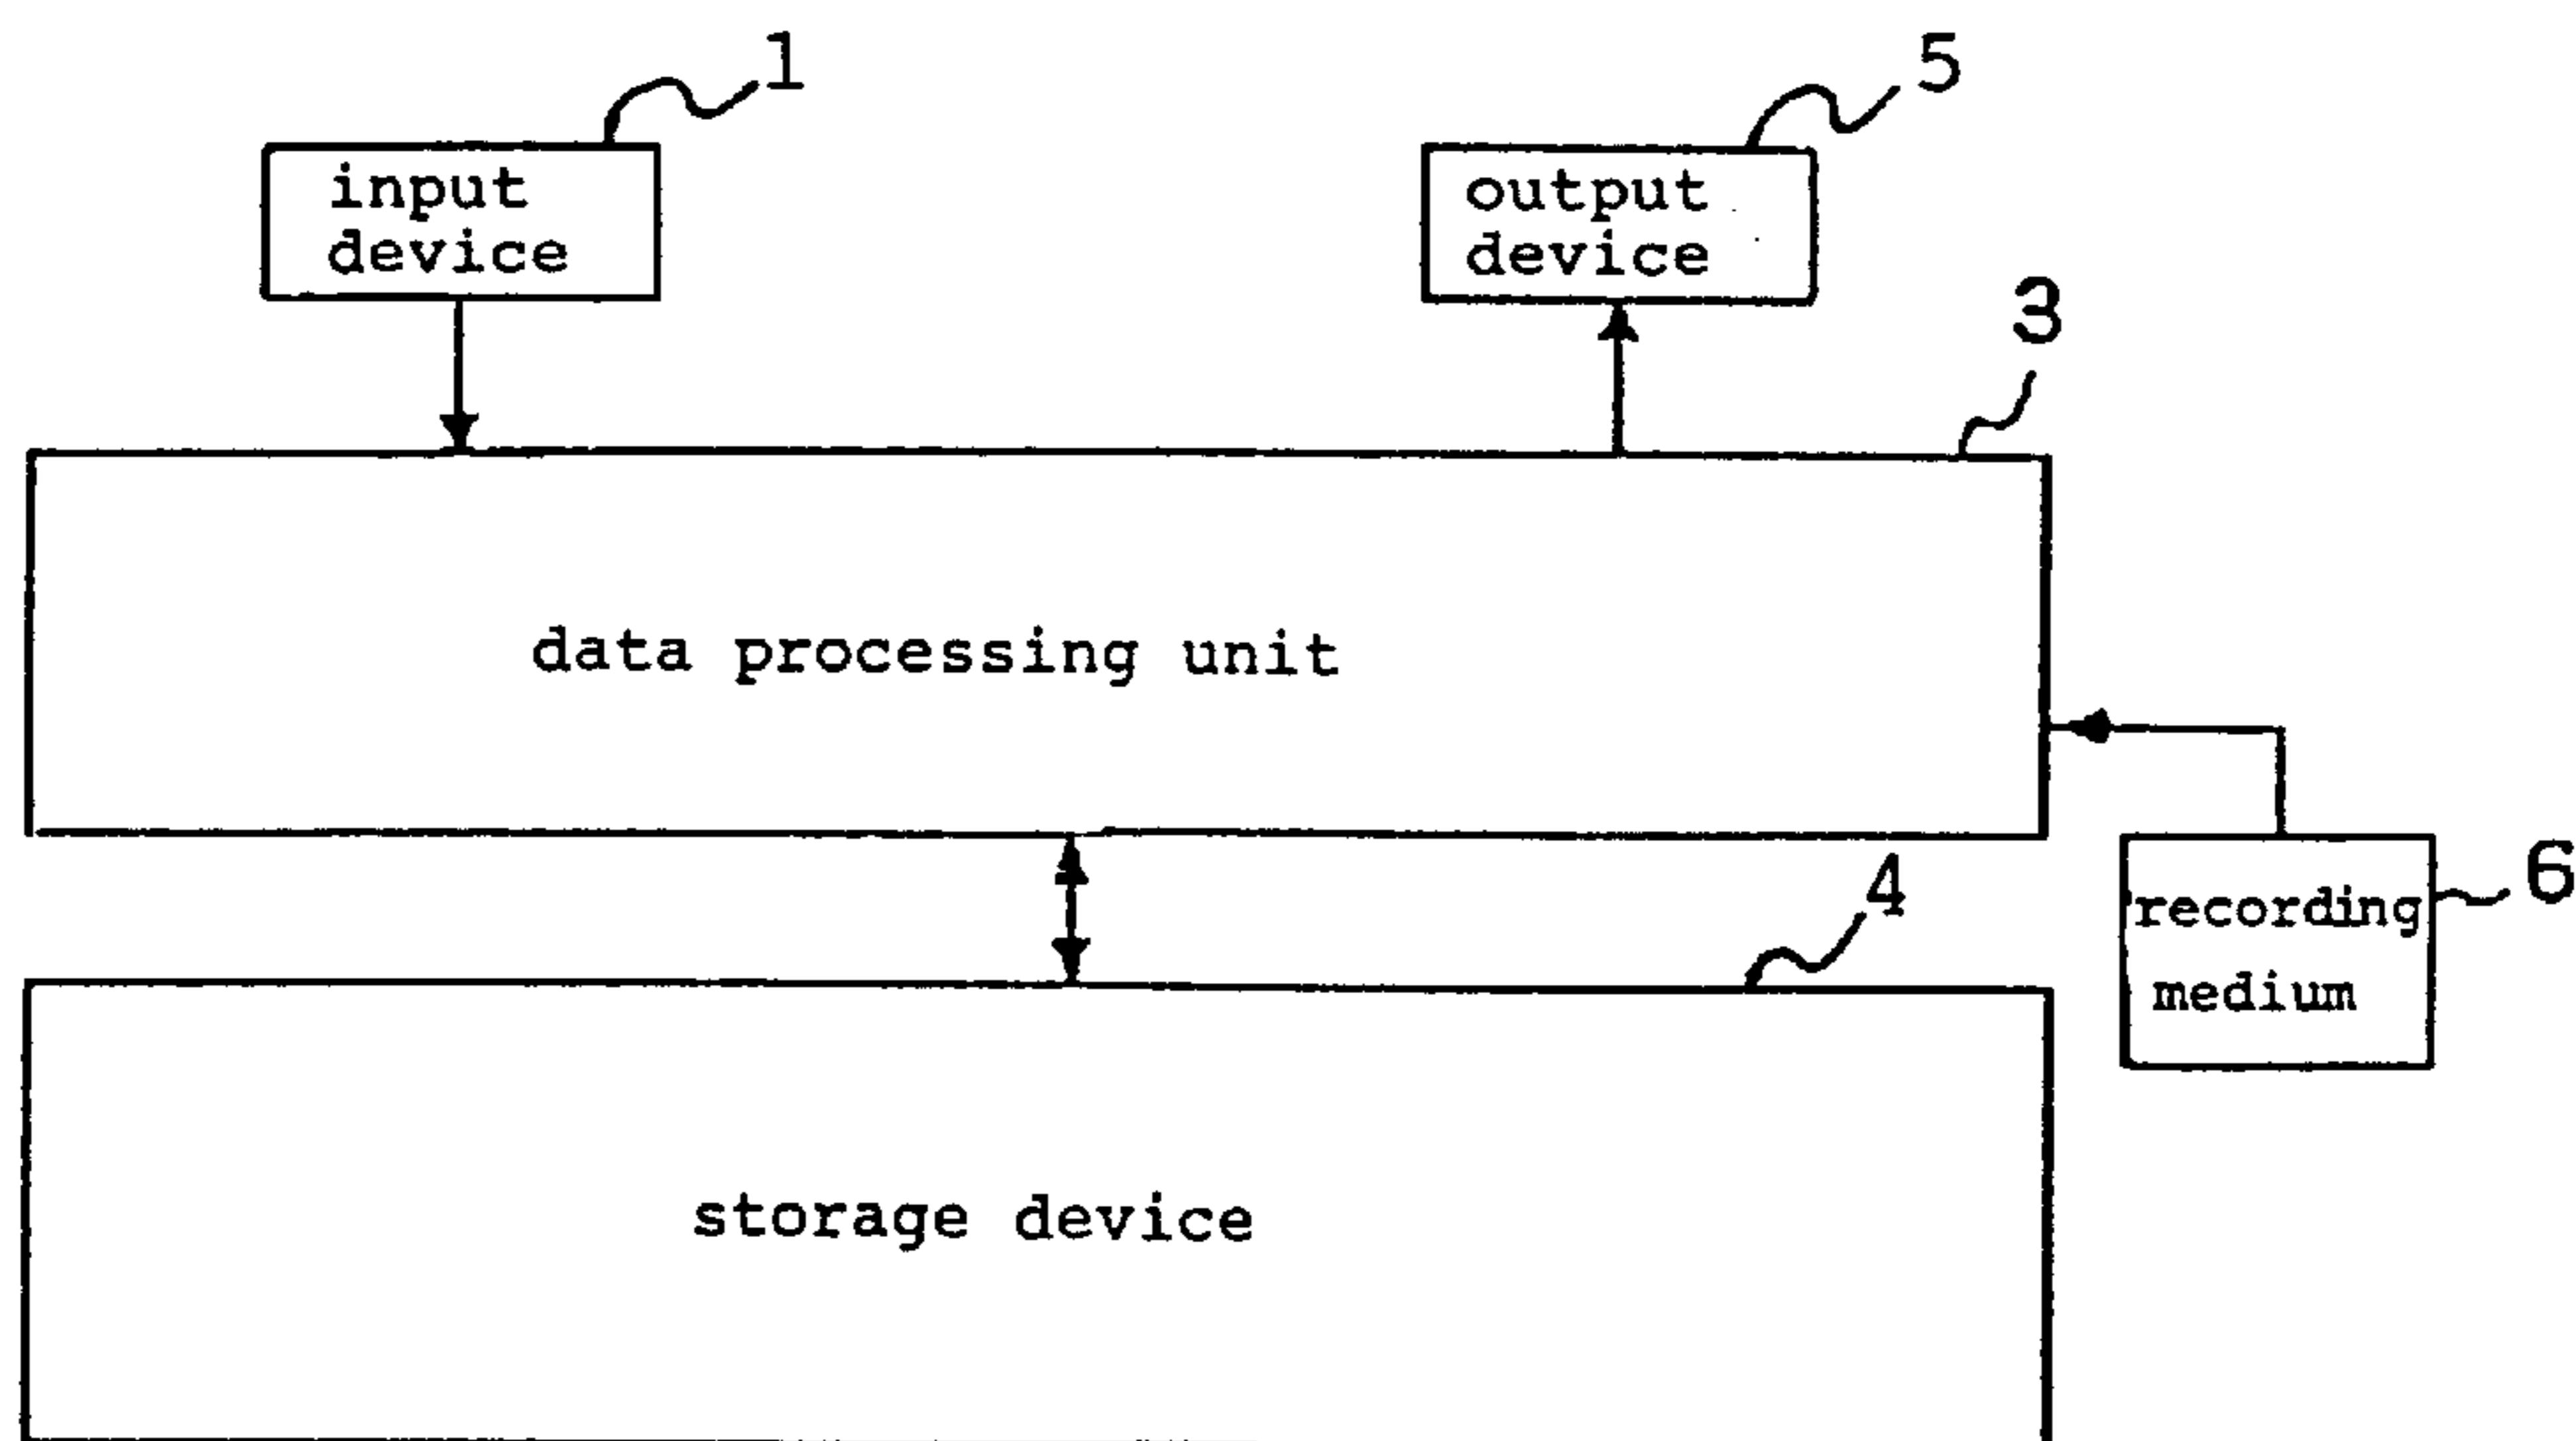 1
5
input
device
output
device
3
data processing unit
4
6
recording
medium
storage device